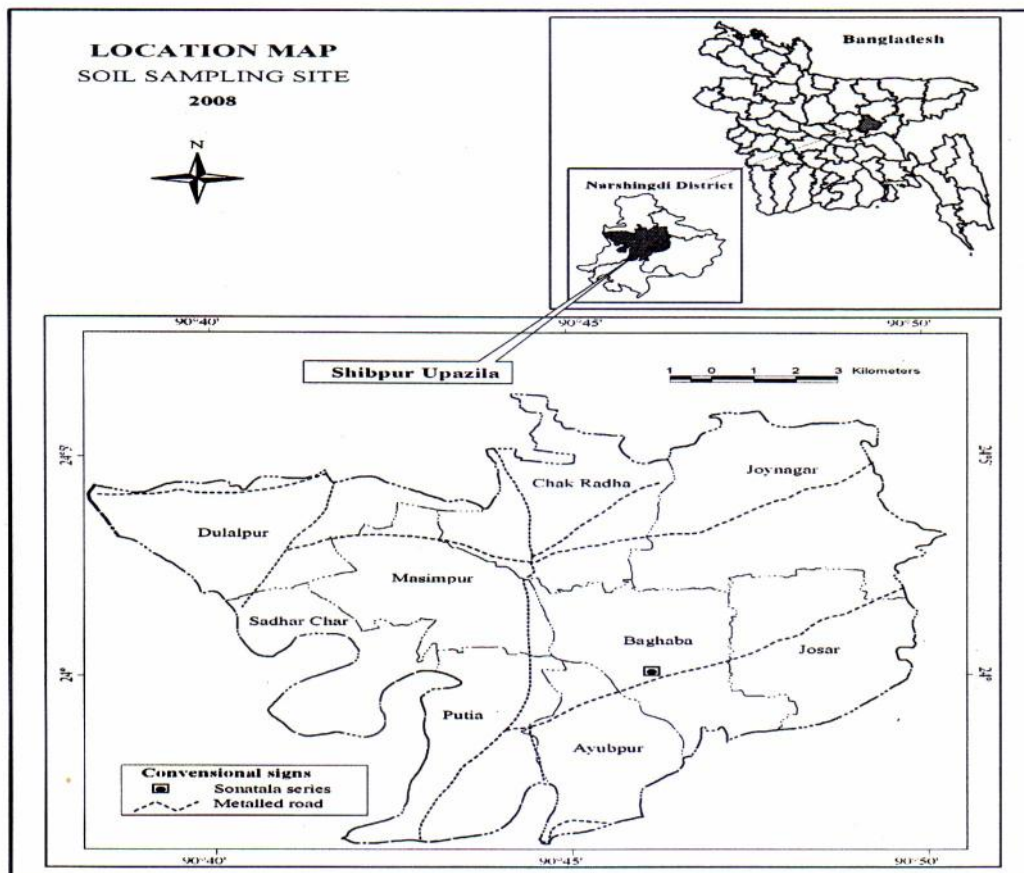 LOCATION MAP
SOIL SAMPLING SITE
2008
N
Bangladesh
Narshingdi District
90°40'
90°45'
90°50'
Shibpur Upazila
1 0 1 2 3 Kilometers
24°5'
24°5'
Chak Radha
Joynagar
Dulalpur
Masimpur
Sadhar Char
Baghaba
Josar
24°
24°
Putia
Ayubpur
Convensional signs
Sonatala series
Metalled road
90°40'
90°45'
90°50'